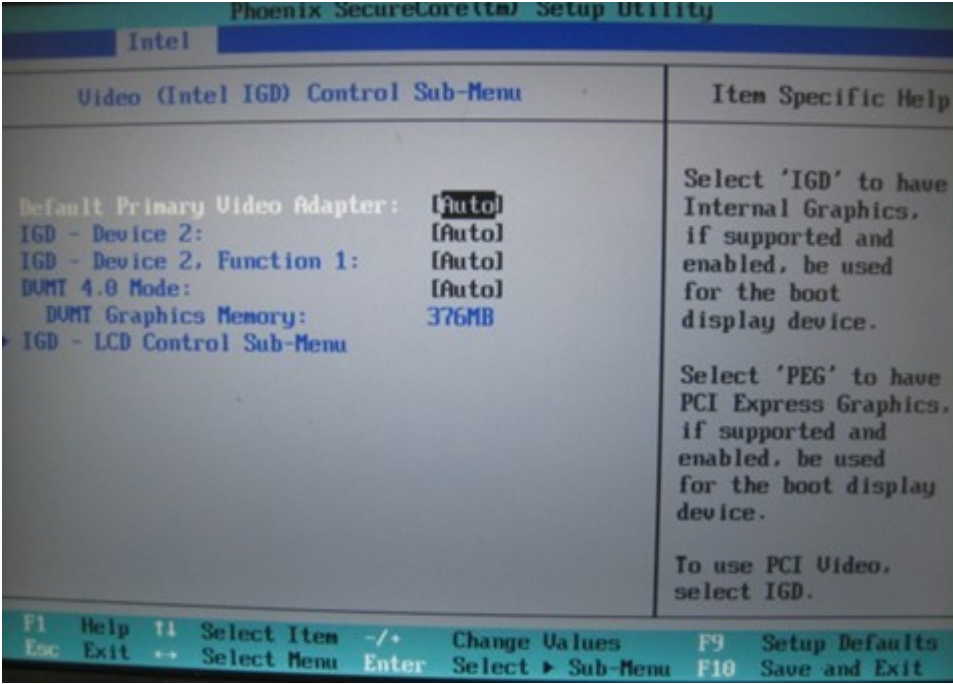 Phoenix SecureCore(tm) Setup Utility
Intel
Video (Intel IGD) Control Sub-Menu
Default Primary Video Adapter: [Auto]
IGD - Device 2: [Auto]
IGD - Device 2, Function 1: [Auto]
DVMT 4.0 Mode: [Auto]
DVMT Graphics Memory: 376MB
▶ IGD - LCD Control Sub-Menu
Item Specific Help
Select 'IGD' to have
Internal Graphics,
if supported and
enabled, be used
for the boot
display device.
Select 'PEG' to have
PCI Express Graphics,
if supported and
enabled, be used
for the boot display
device.
To use PCI Video,
select IGD.
F1 Help ↑↓ Select Item -/+ Change Values F9 Setup Defaults
Esc Exit ↔ Select Menu Enter Select ▶ Sub-Menu F10 Save and Exit